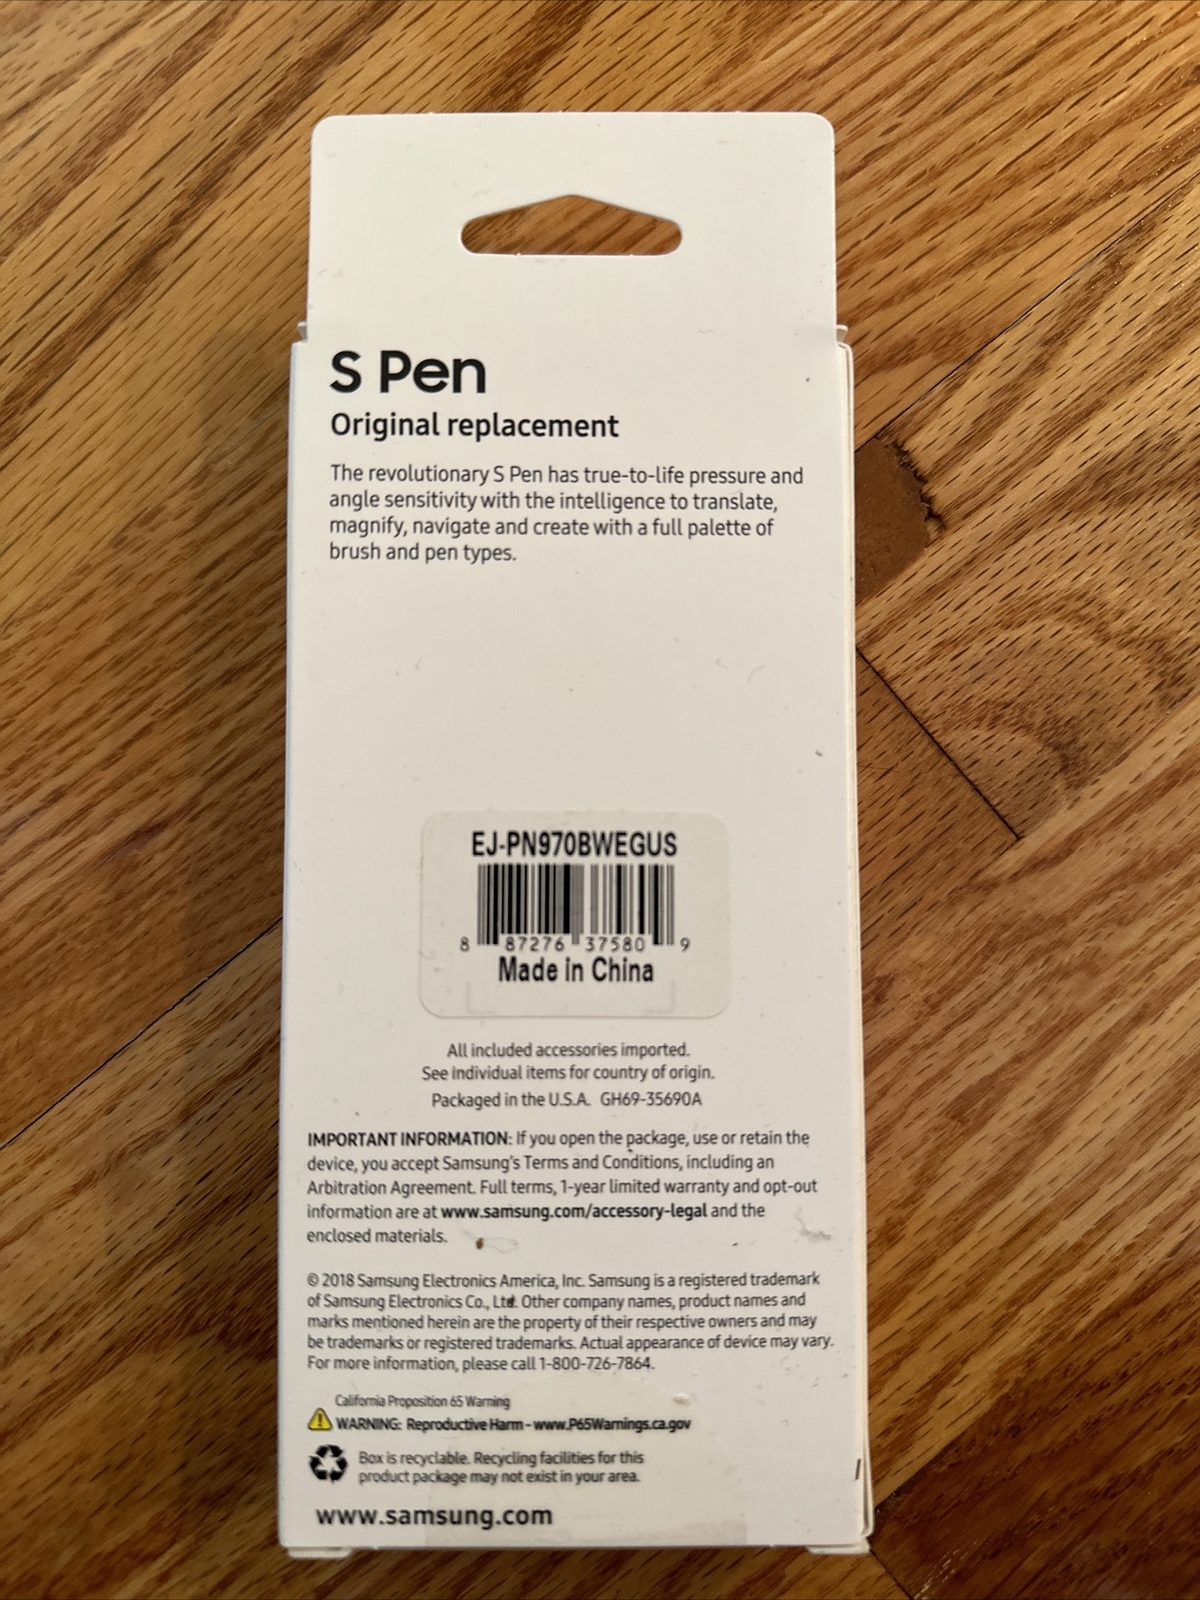 S Pen
Original replacement
The revolutionary S Pen has true-to-life pressure and
angle sensitivity with the intelligence to translate,
magnify, navigate and create with a full palette of
brush and pen types.
EJ-PN970BWEGUS
8 87276 37580 9
Made in China
All included accessories imported.
See individual items for country of origin.
Packaged in the U.S.A. GH69-35690A
IMPORTANT INFORMATION: If you open the package, use or retain the
device, you accept Samsung's Terms and Conditions, including an
Arbitration Agreement. Full terms, 1-year limited warranty and opt-out
information are at www.samsung.com/accessory-legal and the
enclosed materials.
© 2018 Samsung Electronics America, Inc. Samsung is a registered trademark
of Samsung Electronics Co., Ltd. Other company names, product names and
marks mentioned herein are the property of their respective owners and may
be trademarks or registered trademarks. Actual appearance of device may vary.
For more information, please call 1-800-726-7864.
California Proposition 65 Warning
WARNING: Reproductive Harm - www.P65Warnings.ca.gov
Box is recyclable. Recycling facilities for this
product package may not exist in your area.
www.samsung.com